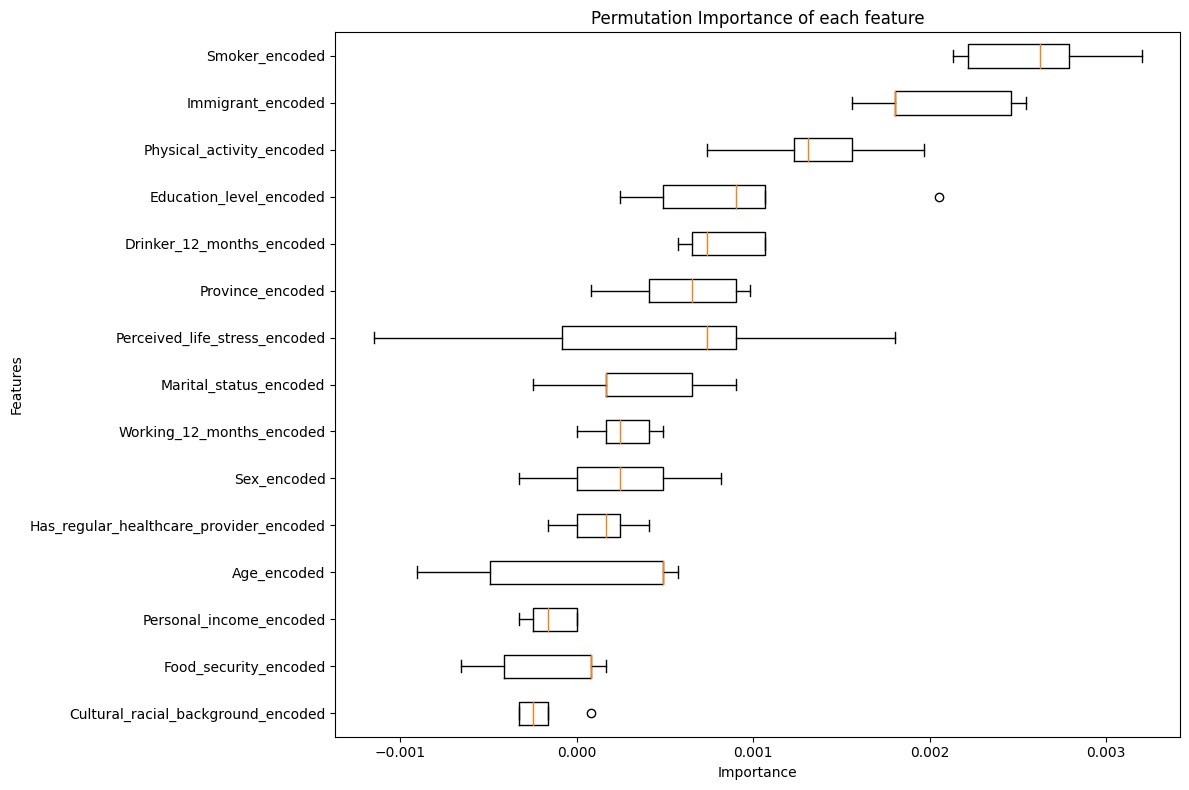 Permutation Importance of each feature
Smoker_encoded
Immigrant_encoded
Physical_activity_encoded
Education_level_encoded
Drinker_12_months_encoded
Province_encoded
Perceived_life_stress_encoded
Marital_status_encoded
Working_12_months_encoded
Sex_encoded
Has_regular_healthcare_provider_encoded
Age_encoded
Personal_income_encoded
Food_security_encoded
Cultural_racial_background_encoded
Features
−0.001 0.000 0.001 0.002 0.003
Importance